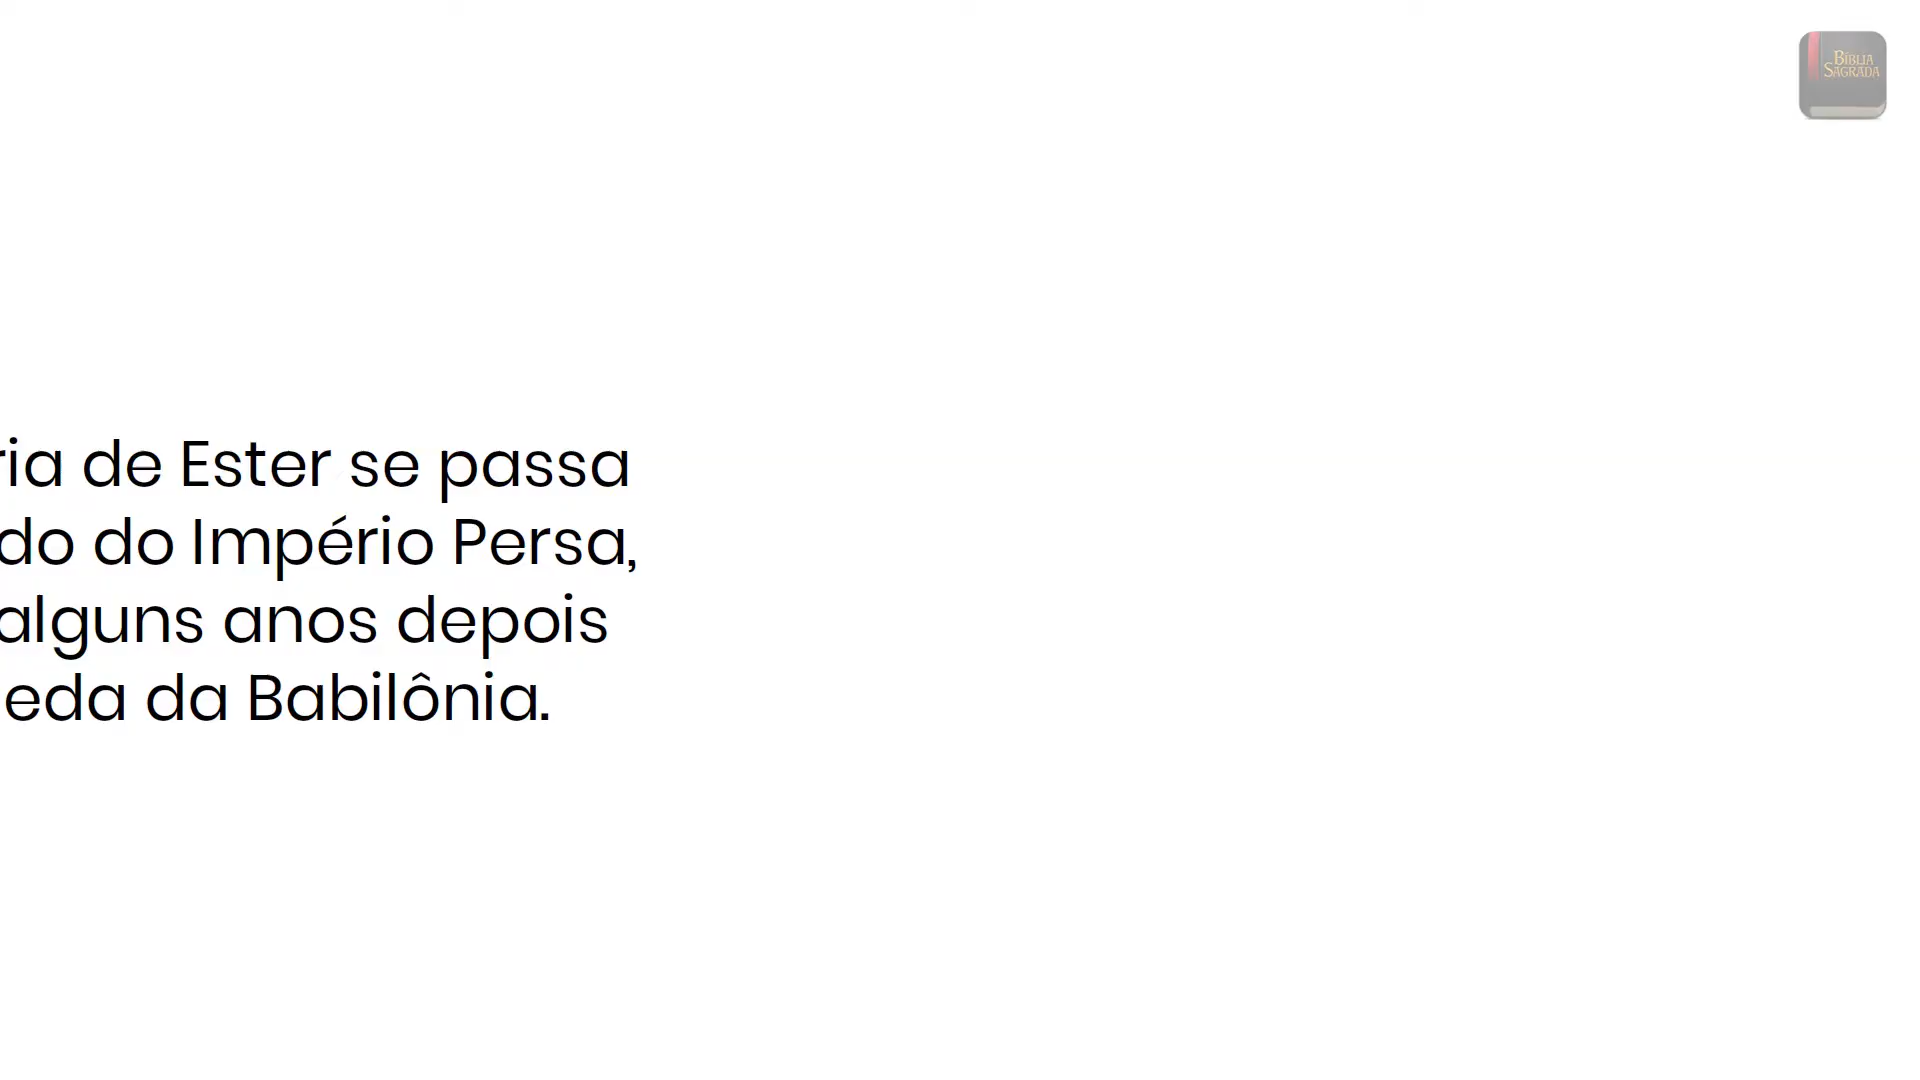 BÍBLIA
SAGRADA
ria de Ester se passa
do do Império Persa,
alguns anos depois
eda da Babilônia.